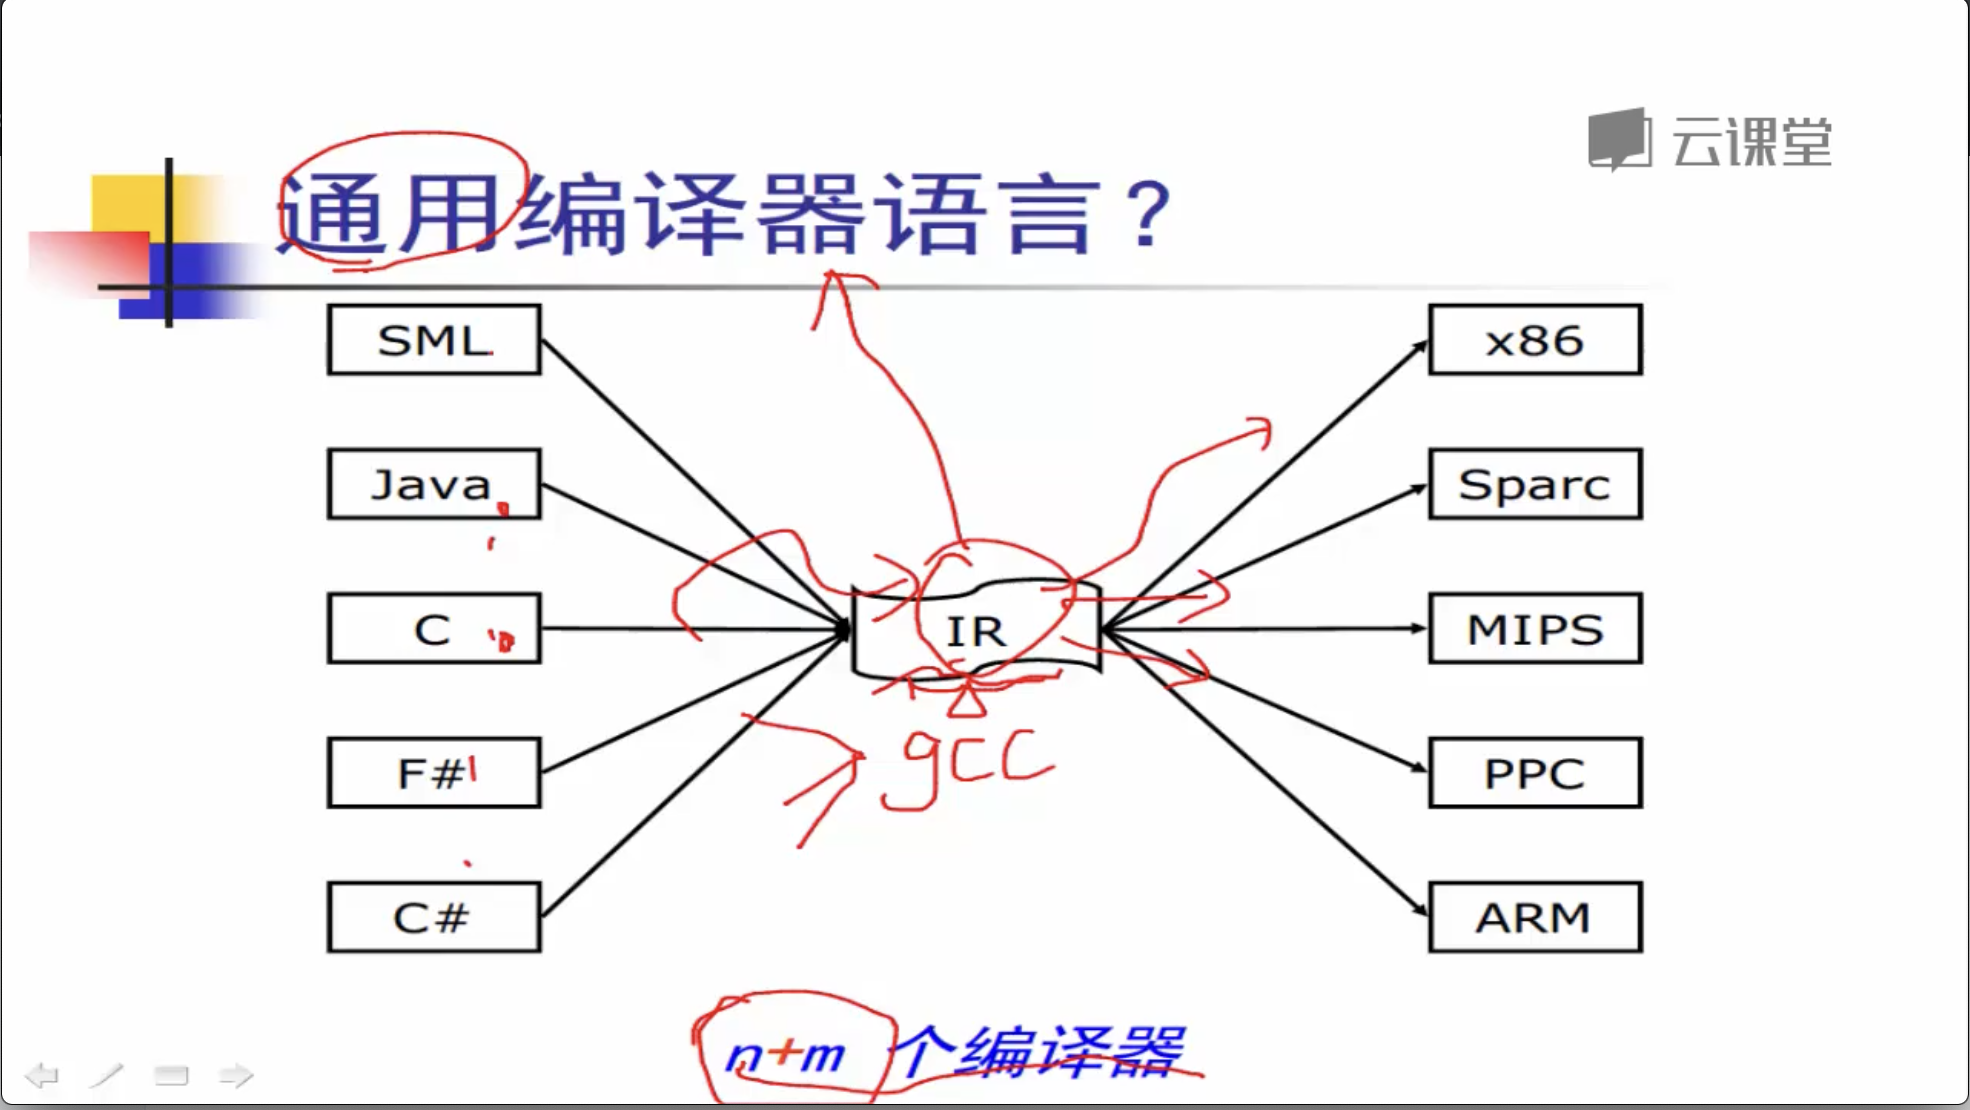 云课堂
通用编译器语言?
SML
Java
C
F#
C#
IR
gcc
x86
Sparc
MIPS
PPC
ARM
n+m 个编译器